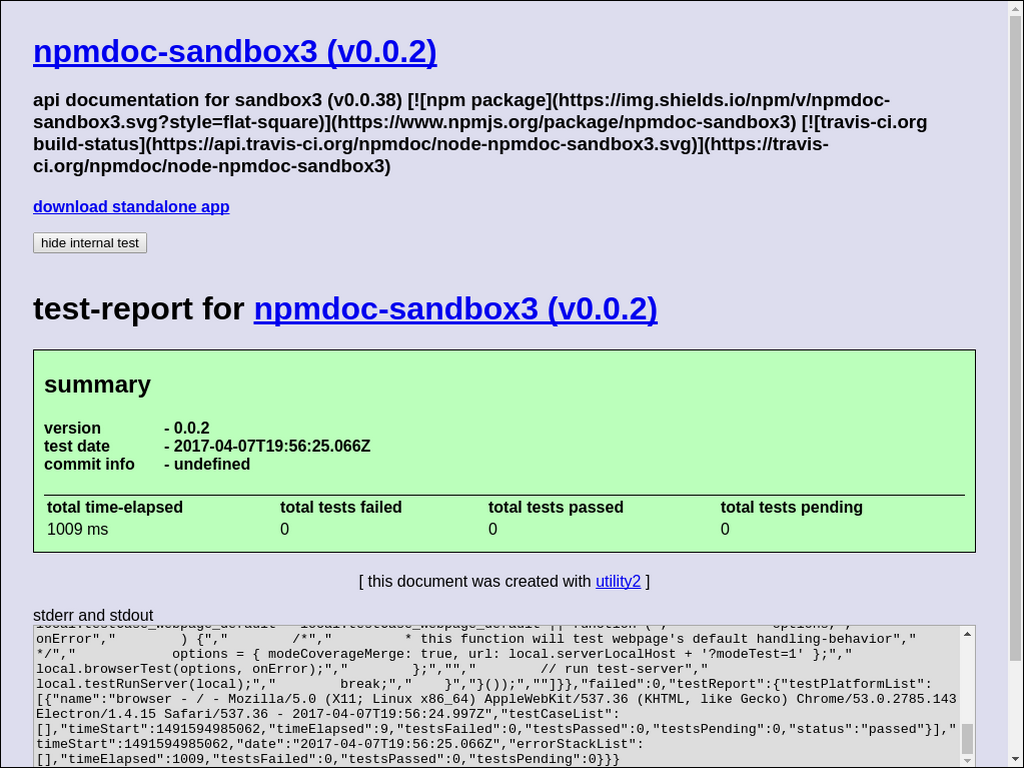 npmdoc-sandbox3 (v0.0.2)
api documentation for sandbox3 (v0.0.38) [![npm package](https://img.shields.io/npm/v/npmdoc-
sandbox3.svg?style=flat-square)](https://www.npmjs.org/package/npmdoc-sandbox3) [![travis-ci.org
build-status](https://api.travis-ci.org/npmdoc/node-npmdoc-sandbox3.svg)](https://travis-
ci.org/npmdoc/node-npmdoc-sandbox3)
download standalone app
hide internal test
test-report for npmdoc-sandbox3 (v0.0.2)
summary
version - 0.0.2
test date - 2017-04-07T19:56:25.066Z
commit info - undefined
total time-elapsed total tests failed total tests passed total tests pending
1009 ms 0 0 0
[ this document was created with utility2 ]
stderr and stdout
local.testCase_webpage_default = local.testCase_webpage_default || function (","            options,","
onError","        ) {","        /*","         * this function will test webpage's default handling-behavior","
*/","            options = { modeCoverageMerge: true, url: local.serverLocalHost + '?modeTest=1' };","
local.browserTest(options, onError);","        };","","        // run test-server","
local.testRunServer(local);","        break;","    }","}());",""]}},"failed":0,"testReport":{"testPlatformList":
[{"name":"browser - / - Mozilla/5.0 (X11; Linux x86_64) AppleWebKit/537.36 (KHTML, like Gecko) Chrome/53.0.2785.143
Electron/1.4.15 Safari/537.36 - 2017-04-07T19:56:24.997Z","testCaseList":
[],"timeStart":1491594985062,"timeElapsed":9,"testsFailed":0,"testsPassed":0,"testsPending":0,"status":"passed"}],"
timeStart":1491594985062,"date":"2017-04-07T19:56:25.066Z","errorStackList":
[],"timeElapsed":1009,"testsFailed":0,"testsPassed":0,"testsPending":0}}}